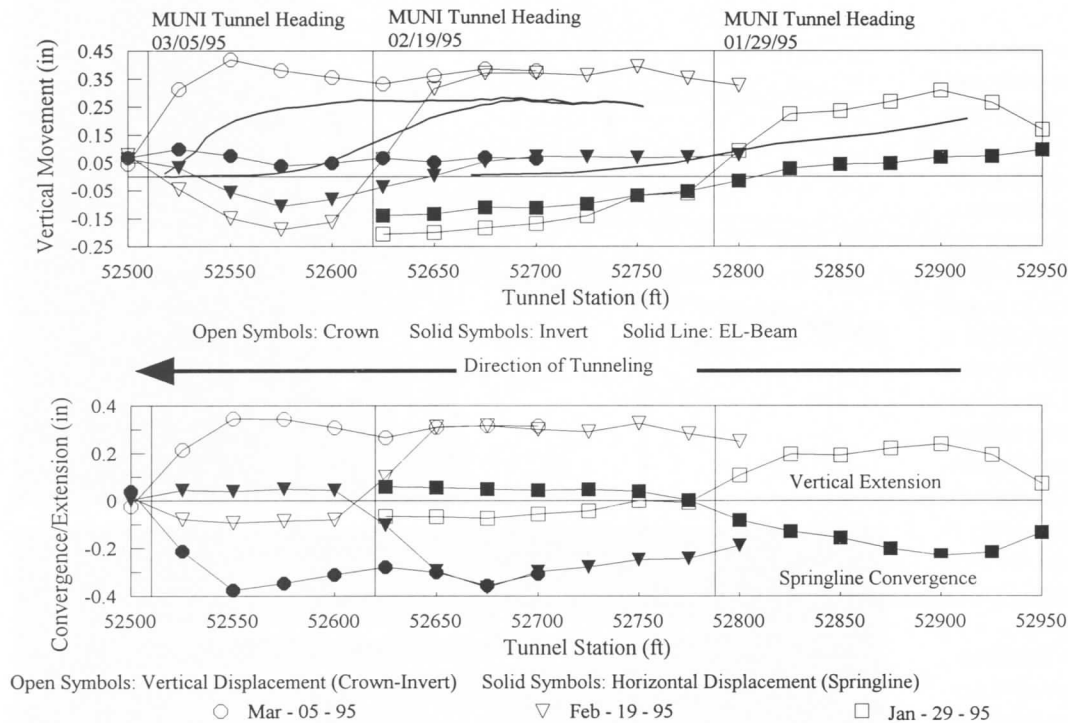 MUNI Tunnel Heading
03/05/95
MUNI Tunnel Heading
02/19/95
MUNI Tunnel Heading
01/29/95
Vertical Movement (in)
0.45
0.35
0.25
0.15
0.05
-0.05
-0.15
-0.25
52500 52550 52600 52650 52700 52750 52800 52850 52900 52950
Tunnel Station (ft)
Open Symbols: Crown Solid Symbols: Invert Solid Line: EL-Beam
Direction of Tunneling
Convergence/Extension (in)
0.4
0.2
0
-0.2
-0.4
Vertical Extension
Springline Convergence
52500 52550 52600 52650 52700 52750 52800 52850 52900 52950
Tunnel Station (ft)
Open Symbols: Vertical Displacement (Crown-Invert) Solid Symbols: Horizontal Displacement (Springline)
Mar - 05 - 95 Feb - 19 - 95 Jan - 29 - 95